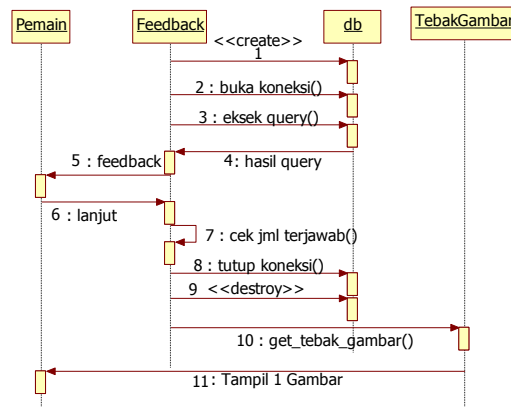 Pemain
Feedback
db
TebakGambar
<<create>>
1
2 : buka koneksi()
3 : eksek query()
4: hasil query
5 : feedback
6 : lanjut
7 : cek jml terjawab()
8 : tutup koneksi()
9 <<destroy>>
10 : get_tebak_gambar()
11: Tampil 1 Gambar